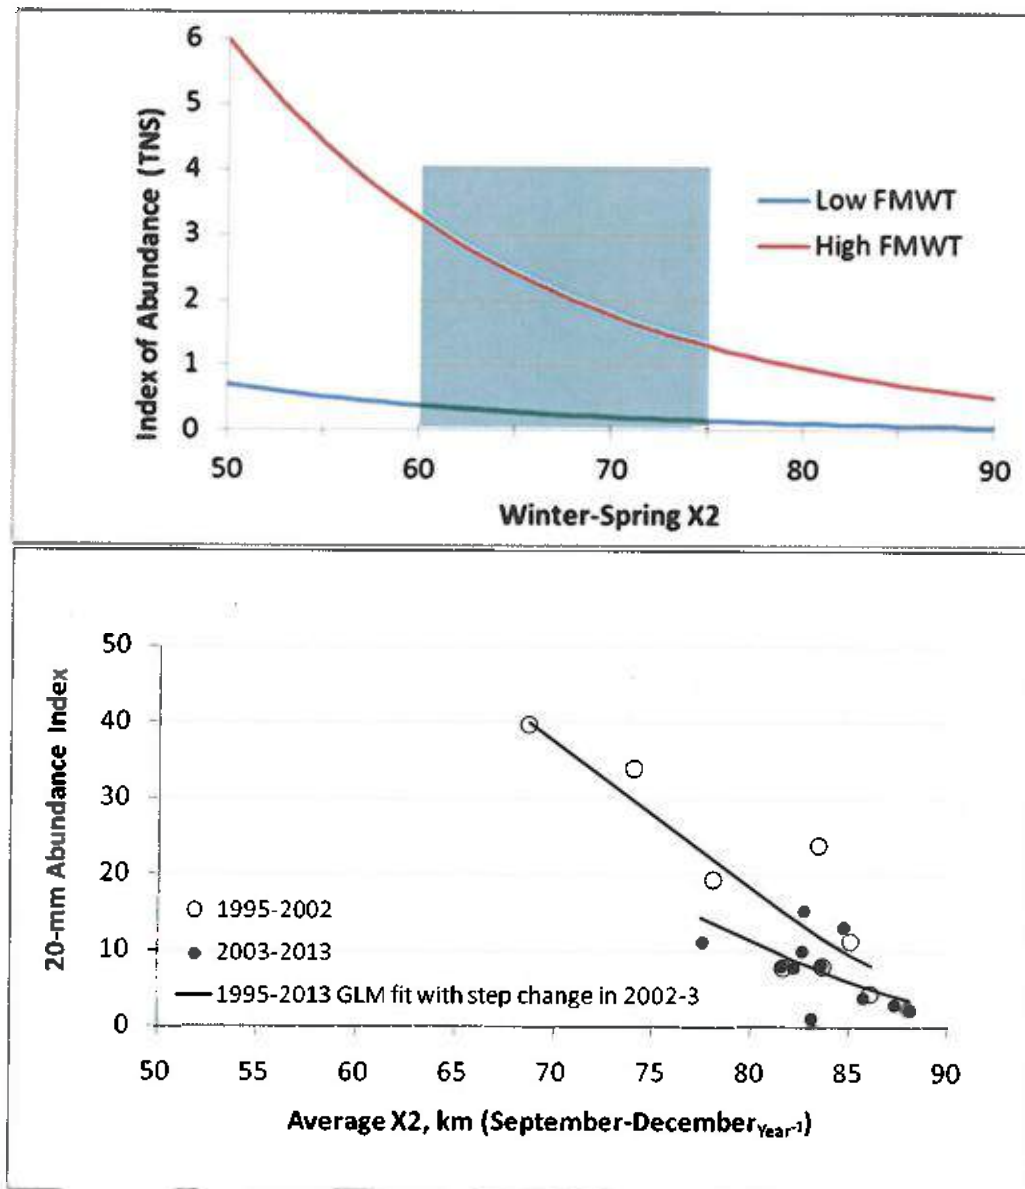 6
5
4
3
2
1
0
Index of Abundance (TNS)
Low FMWT
High FMWT
50 60 70 80 90
Winter-Spring X2
50
40
30
20
10
0
20-mm Abundance Index
1995-2002
2003-2013
1995-2013 GLM fit with step change in 2002-3
50 55 60 65 70 75 80 85 90
Average X2, km (September-December Year-1)